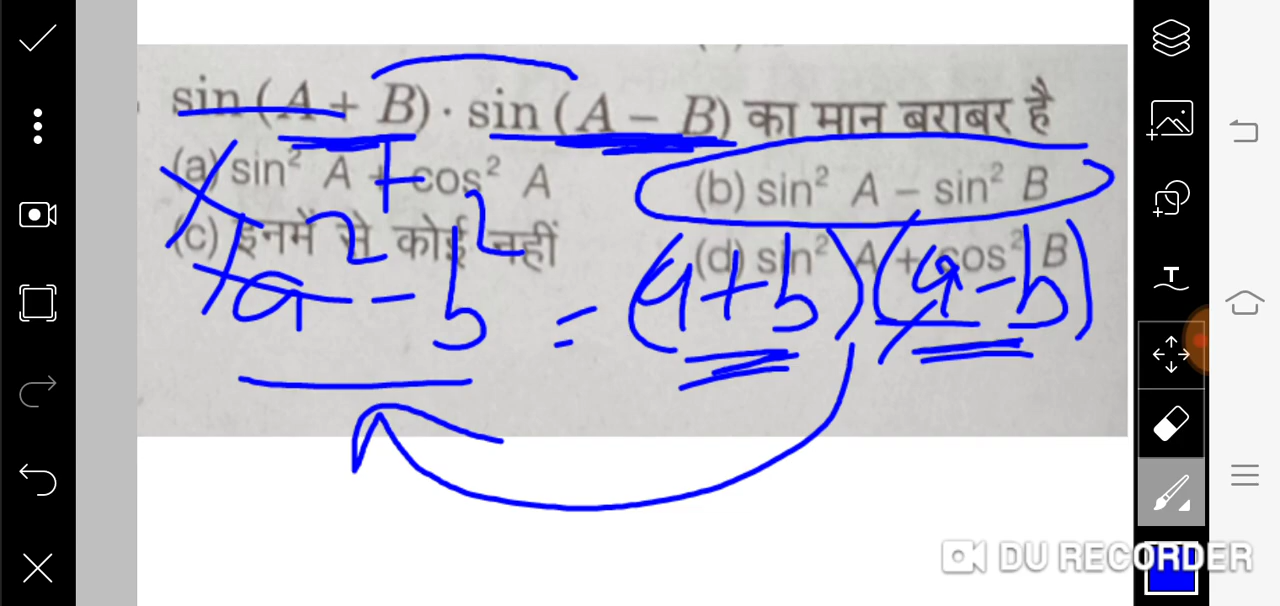 sin (A + B) · sin (A − B) का मान बराबर है
(a) sin² A + cos² A (b) sin² A − sin² B
(c) इनमें से कोई नहीं (d) sin² A + cos² B
a² − b² = (a+b) (a−b)
DU RECORDER